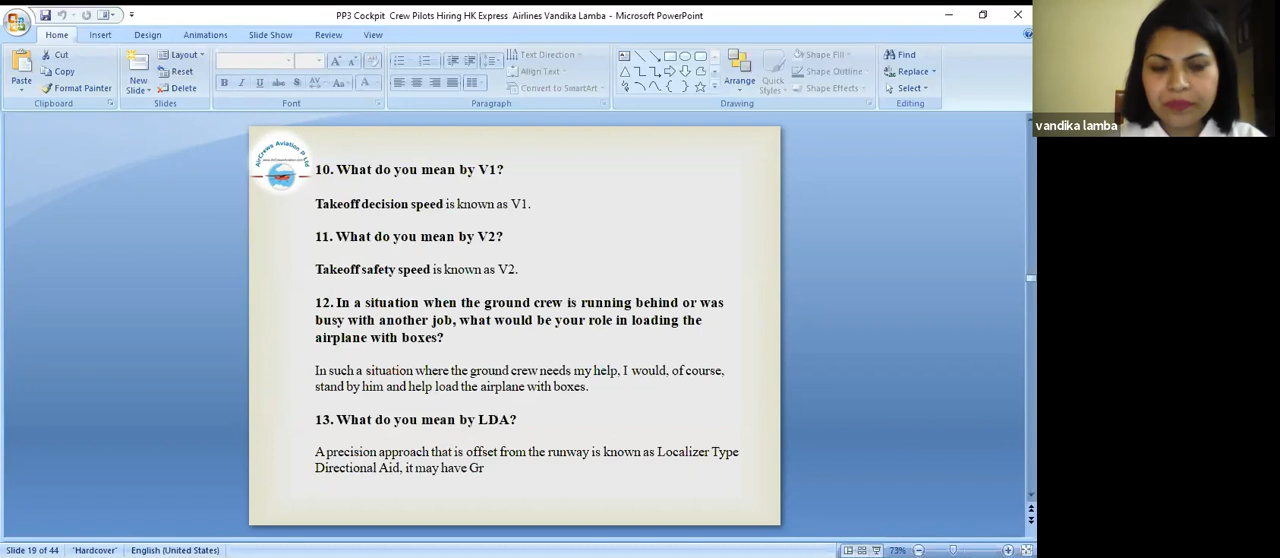 PP3 Cockpit Crew Pilots Hiring HK Express Airlines Vandika Lamba - Microsoft PowerPoint
Home Insert Design Animations Slide Show Review View
Cut
Copy
Format Painter
Paste
Clipboard
New
Slide
Layout
Reset
Delete
Slides
Font
Text Direction
Align Text
Convert to SmartArt
Paragraph
Arrange
Quick
Styles
Shape Fill
Shape Outline
Shape Effects
Drawing
Find
Replace
Select
Editing
vandika lamba
AirCrews Aviation P Ltd
www.AirCrewsAviation.com
10. What do you mean by V1?
Takeoff decision speed is known as V1.
11. What do you mean by V2?
Takeoff safety speed is known as V2.
12. In a situation when the ground crew is running behind or was
busy with another job, what would be your role in loading the
airplane with boxes?
In such a situation where the ground crew needs my help, I would, of course,
stand by him and help load the airplane with boxes.
13. What do you mean by LDA?
A precision approach that is offset from the runway is known as Localizer Type
Directional Aid, it may have Gr
Slide 19 of 44 "Hardcover" English (United States) 73%